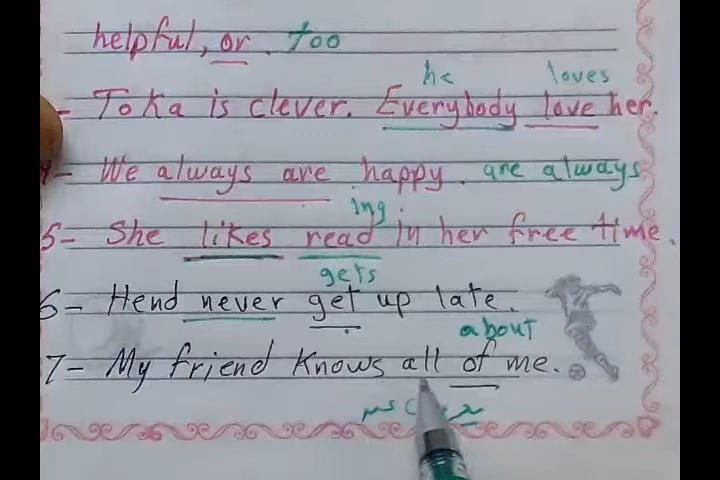 helpful, or. too
he loves
- Toka is clever. Everybody love her.
4- We always are happy. are always
ing
5- She likes read in her free time.
gets
6- Hend never get up late.
about
7- My friend Knows all of me.